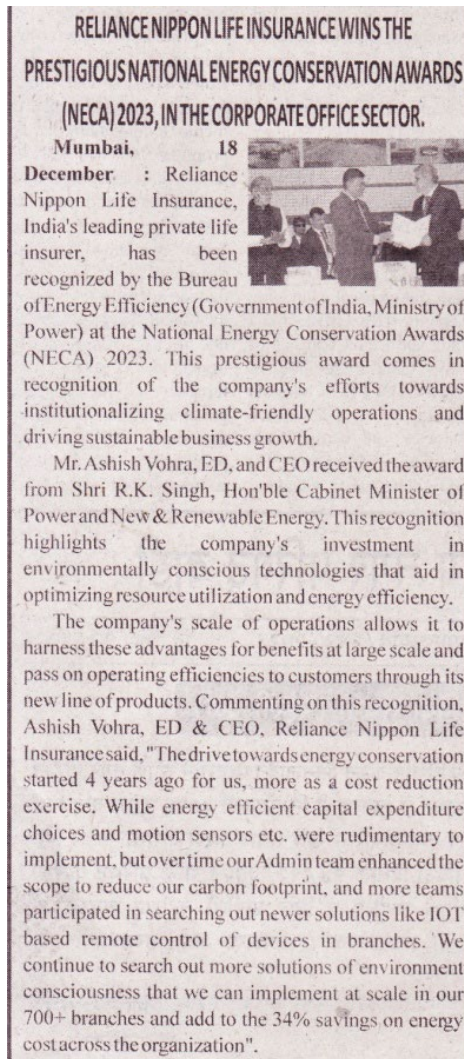 RELIANCE NIPPON LIFE INSURANCE WINS THE
PRESTIGIOUS NATIONAL ENERGY CONSERVATION AWARDS
(NECA) 2023, IN THE CORPORATE OFFICE SECTOR.
Mumbai, 18
December : Reliance
Nippon Life Insurance,
India's leading private life
insurer, has been
recognized by the Bureau
of Energy Efficiency (Government of India, Ministry of
Power) at the National Energy Conservation Awards
(NECA) 2023. This prestigious award comes in
recognition of the company's efforts towards
institutionalizing climate-friendly operations and
driving sustainable business growth.
Mr. Ashish Vohra, ED, and CEO received the award
from Shri R.K. Singh, Hon'ble Cabinet Minister of
Power and New & Renewable Energy. This recognition
highlights the company's investment in
environmentally conscious technologies that aid in
optimizing resource utilization and energy efficiency.
The company's scale of operations allows it to
harness these advantages for benefits at large scale and
pass on operating efficiencies to customers through its
new line of products. Commenting on this recognition,
Ashish Vohra, ED & CEO, Reliance Nippon Life
Insurance said, "The drive towards energy conservation
started 4 years ago for us, more as a cost reduction
exercise. While energy efficient capital expenditure
choices and motion sensors etc. were rudimentary to
implement, but over time our Admin team enhanced the
scope to reduce our carbon footprint, and more teams
participated in searching out newer solutions like IOT
based remote control of devices in branches. We
continue to search out more solutions of environment
consciousness that we can implement at scale in our
700+ branches and add to the 34% savings on energy
cost across the organization".